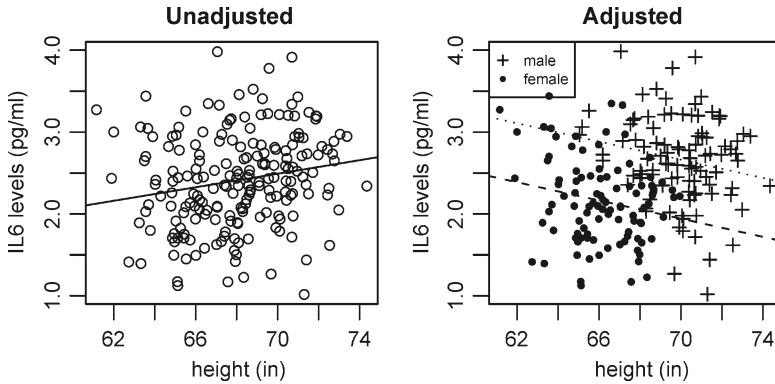 Unadjusted
IL6 levels (pg/ml)
4.0
3.0
2.0
1.0
62
66
70
74
height (in)
Adjusted
male
female
IL6 levels (pg/ml)
4.0
3.0
2.0
1.0
62
66
70
74
height (in)